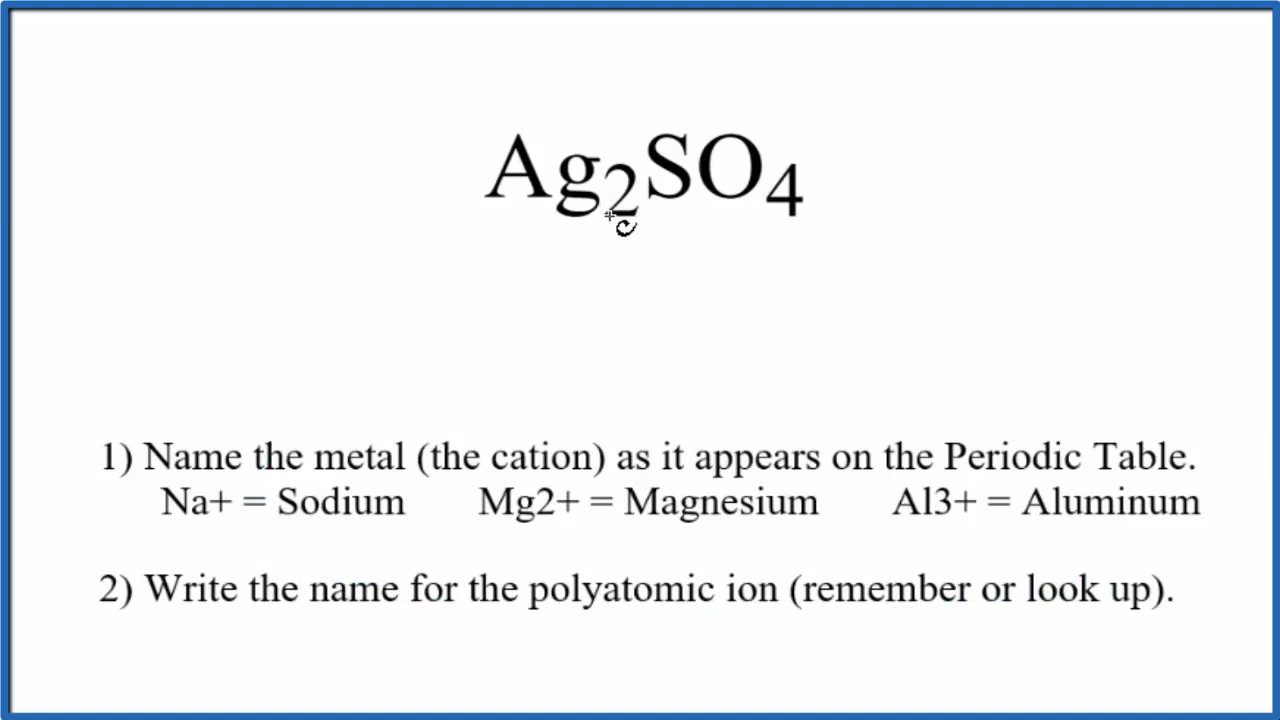 Ag₂SO₄
1) Name the metal (the cation) as it appears on the Periodic Table.
Na+ = Sodium Mg2+ = Magnesium Al3+ = Aluminum
2) Write the name for the polyatomic ion (remember or look up).